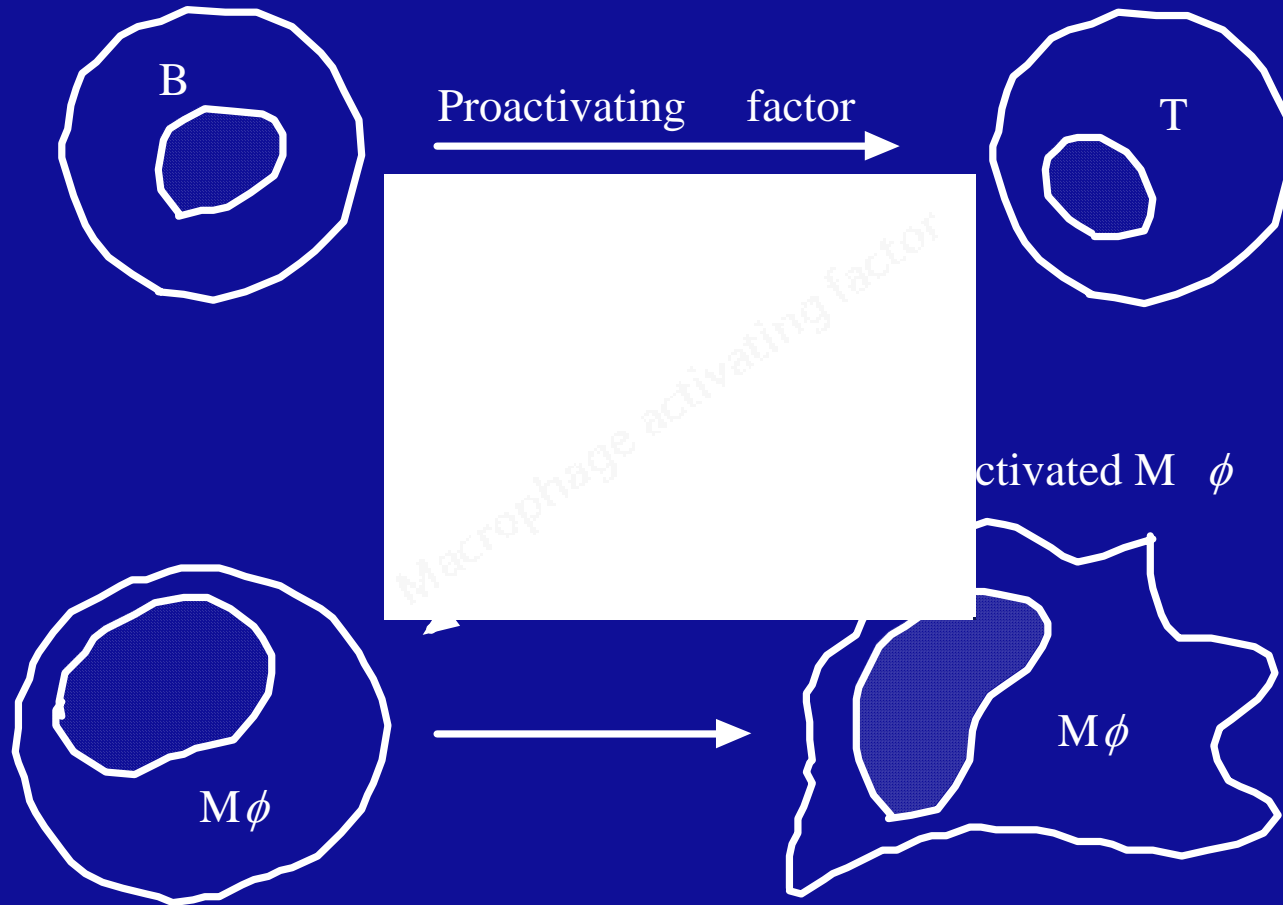 B
Proactivating factor
T
Macrophage activating factor
ctivated M ϕ
Mϕ
Mϕ